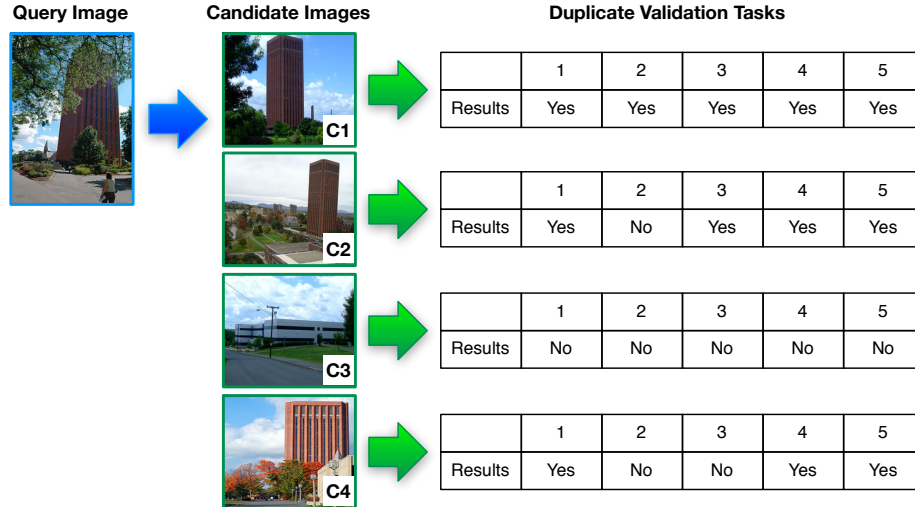 Query Image Candidate Images Duplicate Validation Tasks
C1
1 2 3 4 5
Results Yes Yes Yes Yes Yes
C2
1 2 3 4 5
Results Yes No Yes Yes Yes
C3
1 2 3 4 5
Results No No No No No
C4
1 2 3 4 5
Results Yes No No Yes Yes